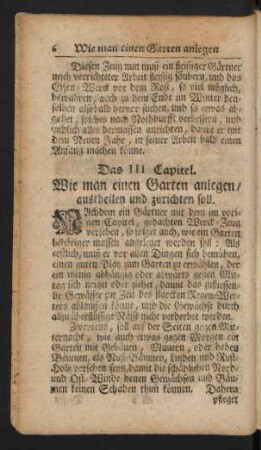 6 Wie man einen Garten anlegen
Diesen Zeug nun muß ein fleissiger Gärtner
nach verrichteter Arbeit fleissig säubern, und das
Eisen-Werck vor dem Rost, so viel möglich,
bewahren, auch zu dem Ende im Winter den-
selben alsobald hervor suchen, und so etwas ab-
gehet, solches nach Nothdurfft verbessern, und
endlich alles dermassen anrichten, damit er mit
dem Neuen Jahr, in seiner Arbeit bald einen
Anfang machen könne.
Das III Capitel.
Wie man einen Garten anlegen/
austheilen und zurichten soll.
NAchdem ein Gärtner mit dem im vori-
gen Capitel, gedachten Werck-Zeug
versehen, so folget auch, wie ein Garten
behöriger massen angeleget werden soll: Als
erstlich, muß er vor allen Dingen sich bemühen,
einen guten Platz zum Garten zu erwählen, der
ein wenig abhängig oder abwärts gegen Mit-
tag sich neiget oder ziehet, damit das zufliessen-
de Gewässer zur Zeit des starcken Regen-Wet-
ters ablauffen könne, und die Gewächse durch
allzu überflüssige Nässe nicht verderbet werden.
Zweytens, soll auf der Seiten gegen Mit-
ternacht, wie auch etwas gegen Morgen ein
Garten mit Gebäuen, Mauern, oder hohen
Bäumen, als Nuß-Bäumen, Linden und Rust-
Holz versehen seyn, damit die schädlichen Nord-
und Ost-Winde denen Gewächsen und Bäu-
men keinen Schaden thun können. Dahero
pfleget